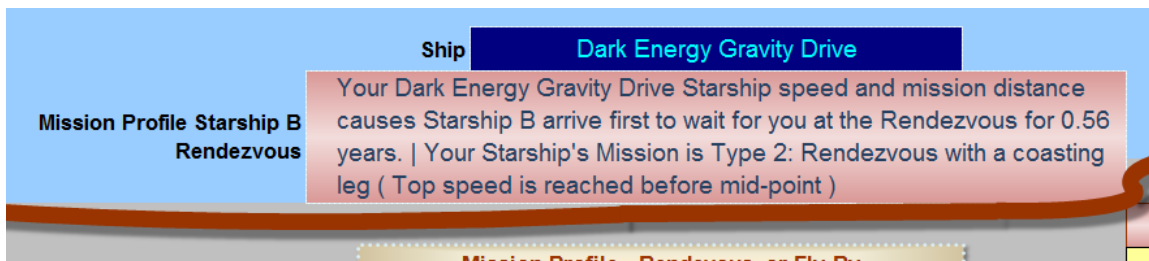 Ship Dark Energy Gravity Drive
Your Dark Energy Gravity Drive Starship speed and mission distance
Mission Profile Starship B
Rendezvous
causes Starship B arrive first to wait for you at the Rendezvous for 0.56
years. | Your Starship's Mission is Type 2: Rendezvous with a coasting
leg ( Top speed is reached before mid-point )